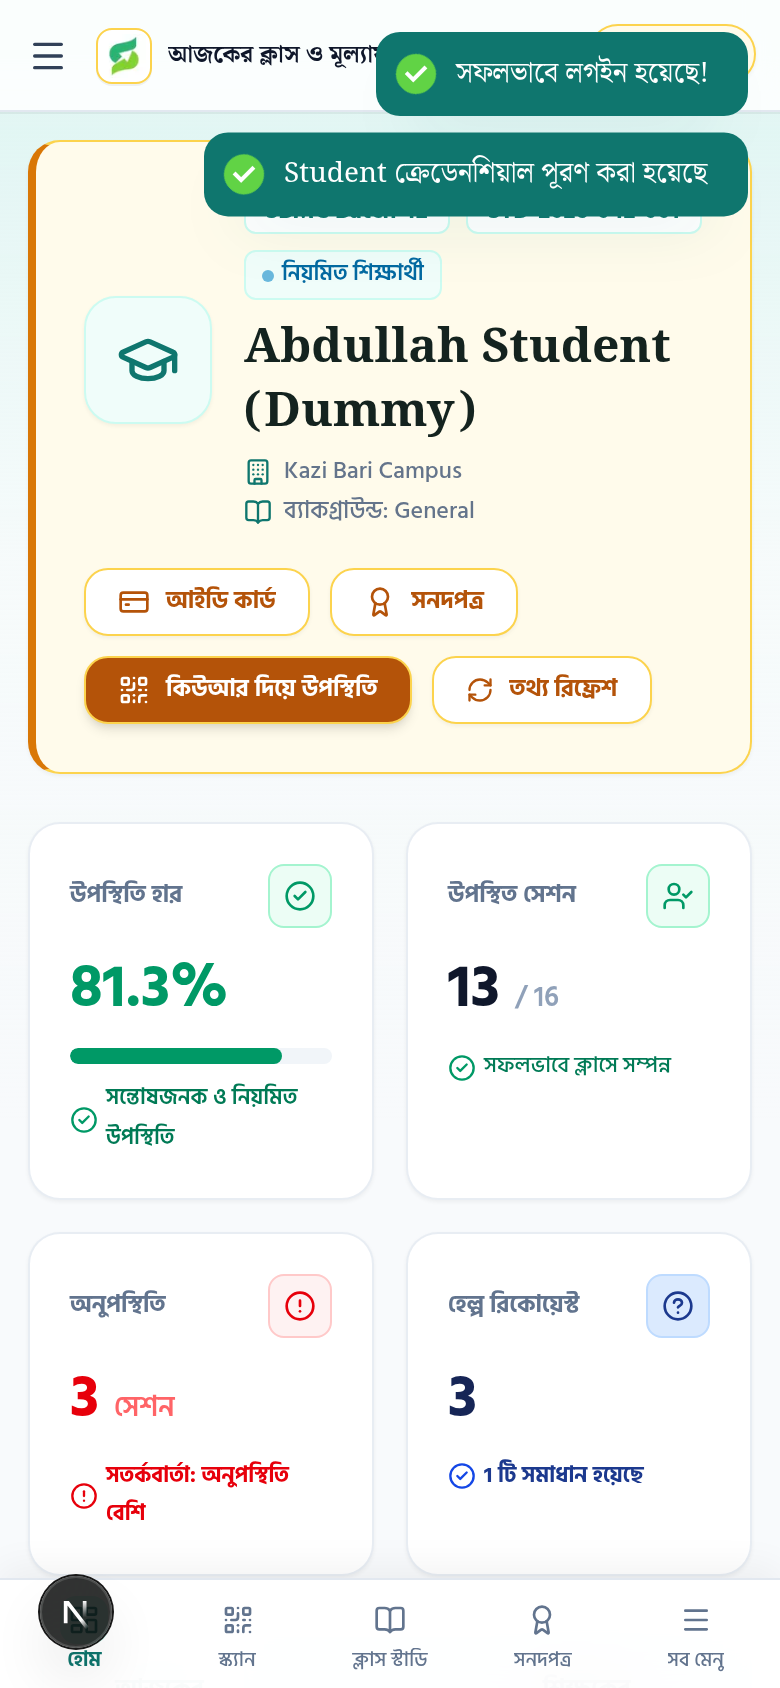 আজকের ক্লাস ও মূল্যা
সফলভাবে লগইন হয়েছে!
Student ক্রেডেনশিয়াল পূরণ করা হয়েছে
নিয়মিত শিক্ষার্থী
Abdullah Student
(Dummy)
Kazi Bari Campus
ব্যাকগ্রাউন্ড: General
আইডি কার্ড
সনদপত্র
কিউআর দিয়ে উপস্থিতি
তথ্য রিফ্রেশ
উপস্থিতি হার
উপস্থিত সেশন
81.3%
13 / 16
সন্তোষজনক ও নিয়মিত
উপস্থিতি
সফলভাবে ক্লাসে সম্পন্ন
অনুপস্থিতি
হেল্প রিকোয়েস্ট
3 সেশন
3
সতর্কবার্তা: অনুপস্থিতি
বেশি
1 টি সমাধান হয়েছে
N
হোম
স্ক্যান
ক্লাস স্টাডি
সনদপত্র
সব মেনু